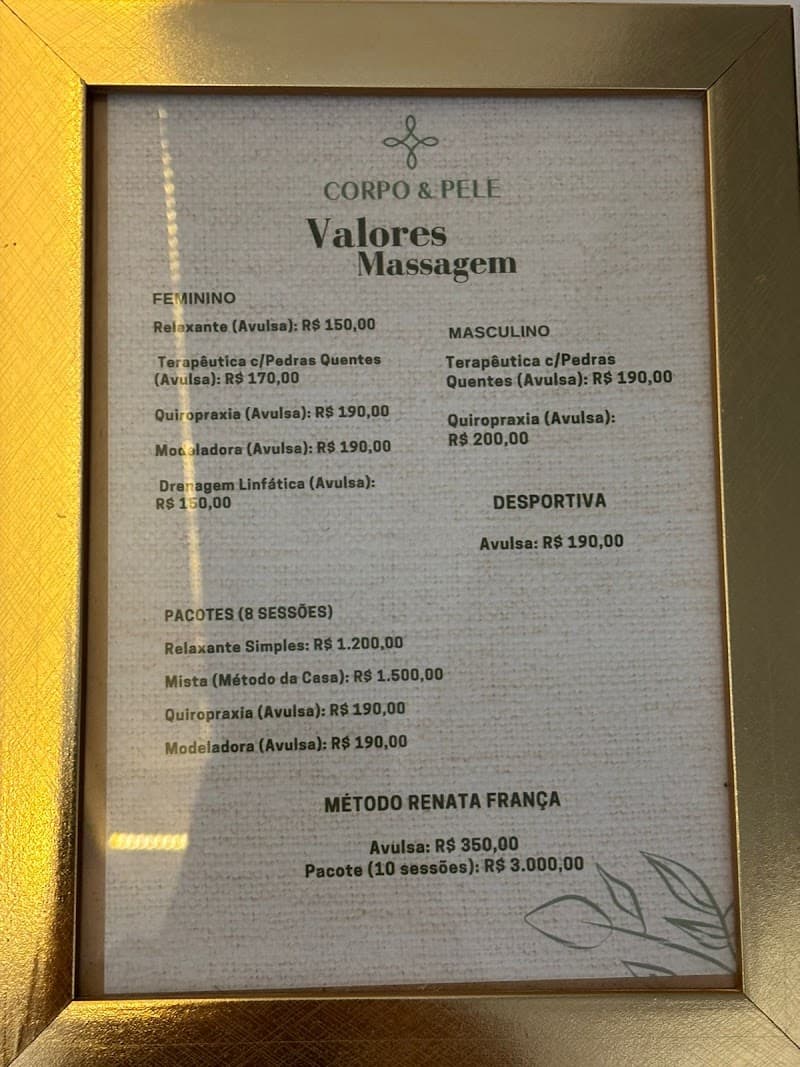 CORPO & PELE
Valores
Massagem
FEMININO
Relaxante (Avulsa): R$ 150,00
Terapêutica c/Pedras Quentes
(Avulsa): R$ 170,00
Quiropraxia (Avulsa): R$ 190,00
Modeladora (Avulsa): R$ 190,00
Drenagem Linfática (Avulsa):
R$ 150,00
MASCULINO
Terapêutica c/Pedras
Quentes (Avulsa): R$ 190,00
Quiropraxia (Avulsa):
R$ 200,00
DESPORTIVA
Avulsa: R$ 190,00
PACOTES (8 SESSÕES)
Relaxante Simples: R$ 1.200,00
Mista (Método da Casa): R$ 1.500,00
Quiropraxia (Avulsa): R$ 190,00
Modeladora (Avulsa): R$ 190,00
MÉTODO RENATA FRANÇA
Avulsa: R$ 350,00
Pacote (10 sessões): R$ 3.000,00